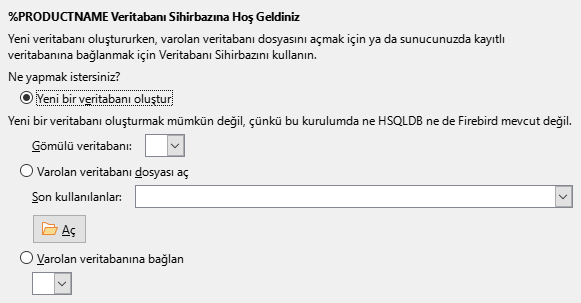 %PRODUCTNAME Veritabanı Sihirbazına Hoş Geldiniz
Yeni veritabanı oluştururken, varolan veritabanı dosyasını açmak için ya da sunucunuzda kayıtlı
veritabanına bağlanmak için Veritabanı Sihirbazını kullanın.
Ne yapmak istersiniz?
Yeni bir veritabanı oluştur
Yeni bir veritabanı oluşturmak mümkün değil, çünkü bu kurulumda ne HSQLDB ne de Firebird mevcut değil.
Gömülü veritabanı:
Varolan veritabanı dosyası aç
Son kullanılanlar:
Aç
Varolan veritabanına bağlan